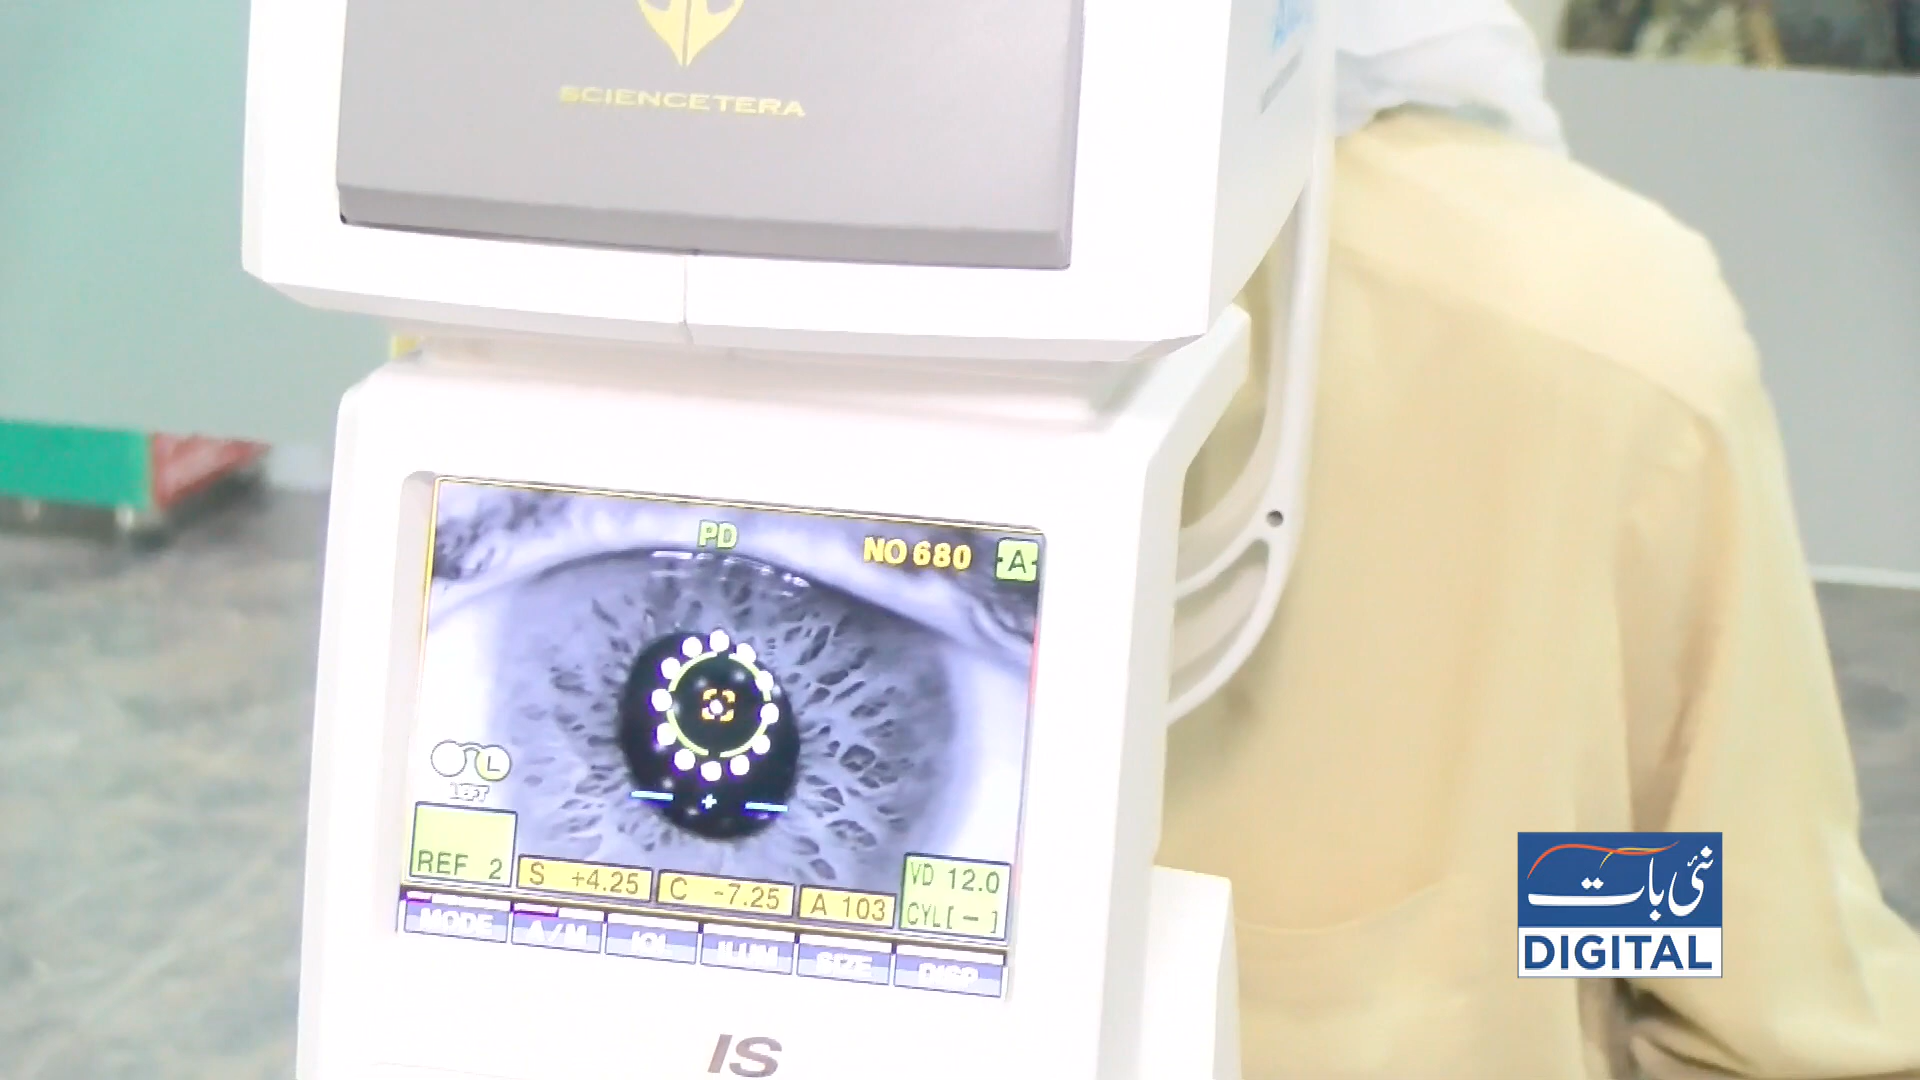 SCIENCETERA
PD
NO 680
A
L
LEFT
REF 2
S +4.25
C -7.25
A 103
VD 12.0
CYL[ - ]
MODE
A/M
IOL
ILLUM
SIZE
DISP
IS
نئی بات
DIGITAL